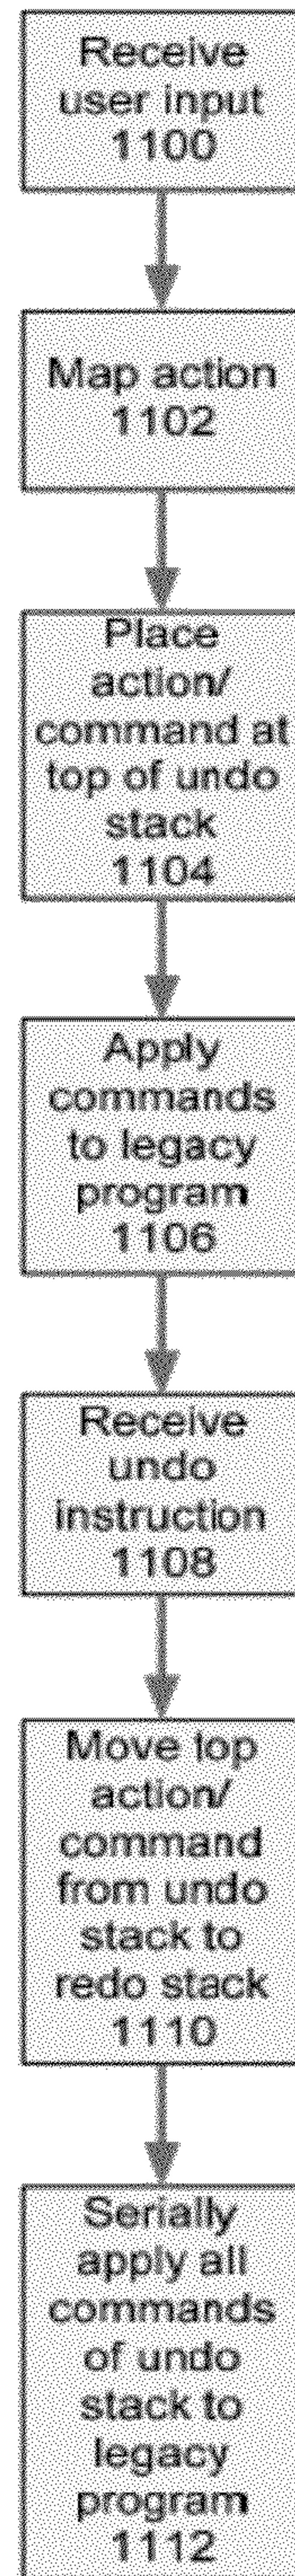 Receive
user input
1100
Map action
1102
Place
action/
command at
top of undo
stack
1104
Apply
commands
to legacy
program
1106
Receive
undo
instruction
1108
Move top
action/
command
from undo
stack to
redo stack
1110
Serially
apply all
commands
of undo
stack to
legacy
program
1112